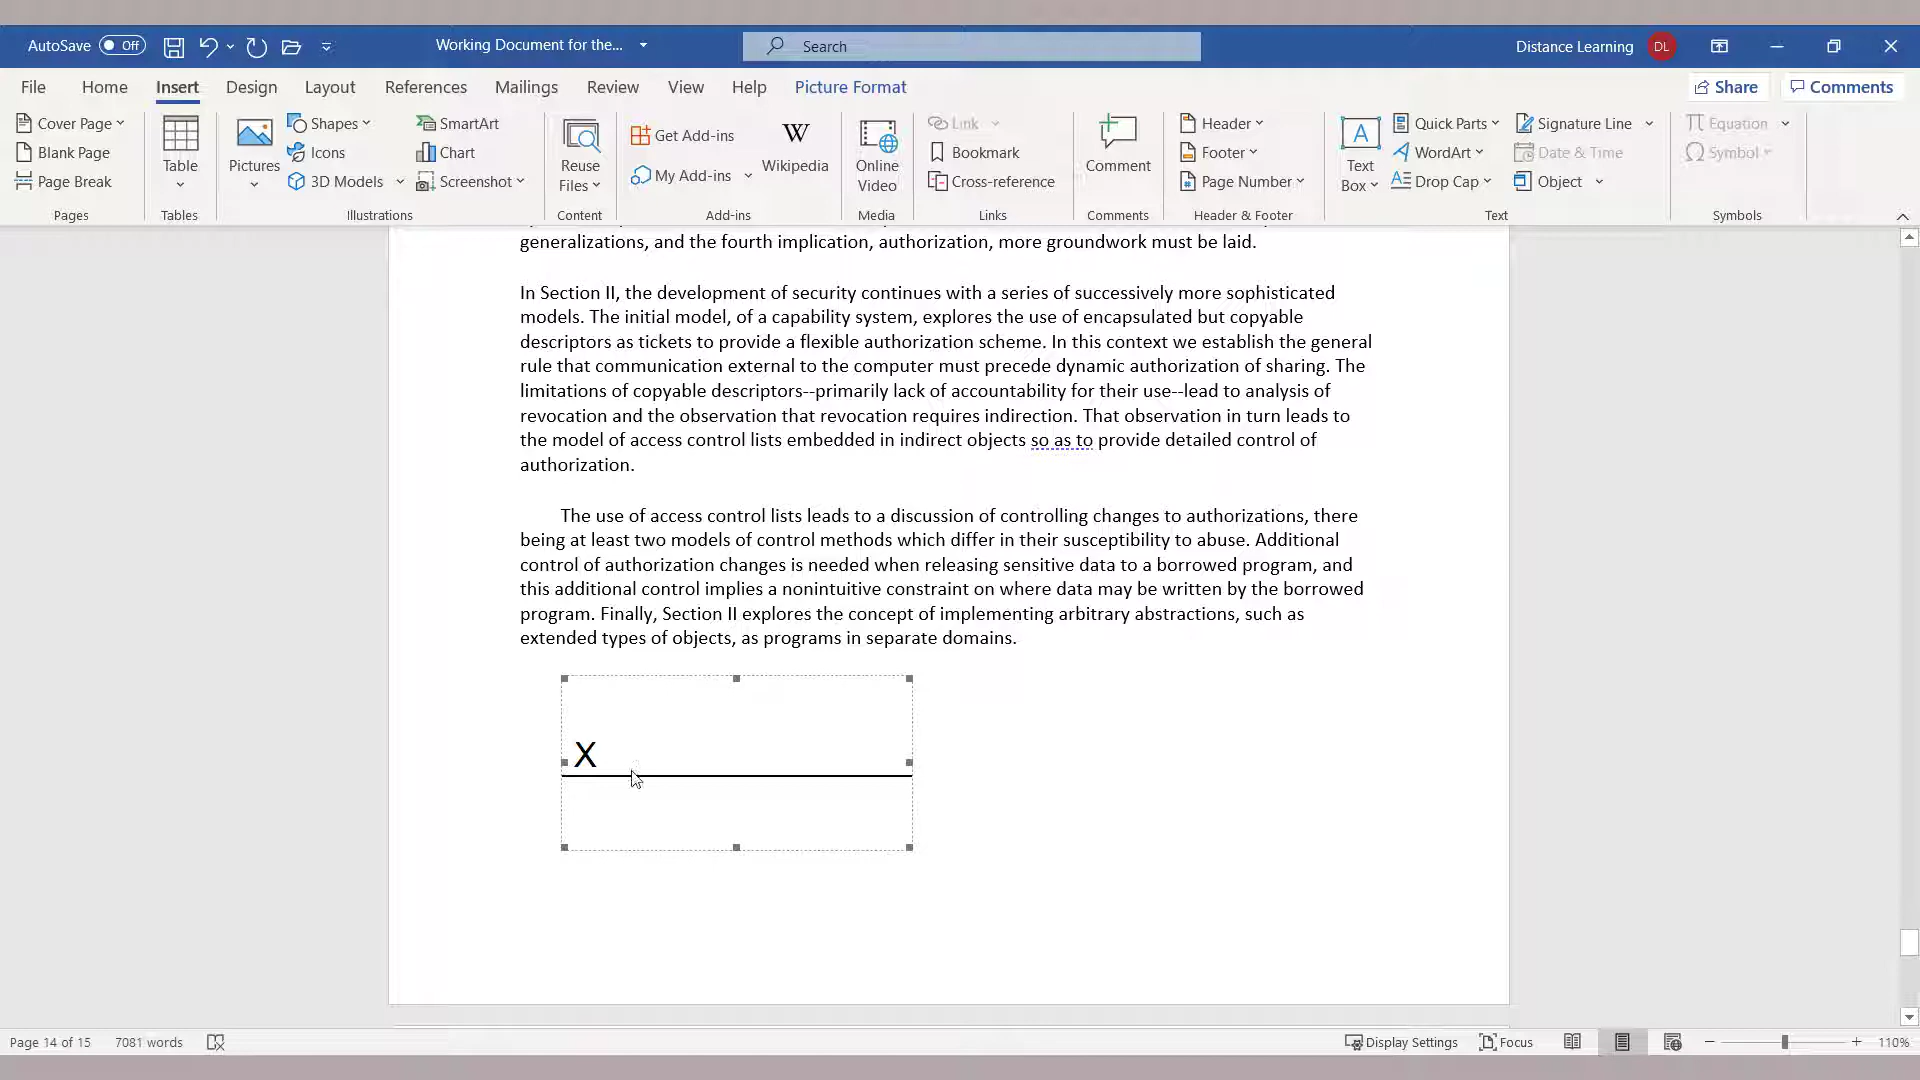 AutoSave Off Working Document for the... Search Distance Learning DL
File Home Insert Design Layout References Mailings Review View Help Picture Format Share Comments
Cover Page
Blank Page
Page Break
Pages
Table
Tables
Pictures
Shapes
Icons
3D Models
SmartArt
Chart
Screenshot
Illustrations
Reuse
Files
Content
Get Add-ins
My Add-ins
W
Wikipedia
Add-ins
Online
Video
Media
Link
Bookmark
Cross-reference
Links
Comment
Comments
Header
Footer
Page Number
Header & Footer
A
Text
Box
Quick Parts
WordArt
Drop Cap
Signature Line
Date & Time
Object
Text
Equation
Symbol
Symbols
generalizations, and the fourth implication, authorization, more groundwork must be laid.
In Section II, the development of security continues with a series of successively more sophisticated
models. The initial model, of a capability system, explores the use of encapsulated but copyable
descriptors as tickets to provide a flexible authorization scheme. In this context we establish the general
rule that communication external to the computer must precede dynamic authorization of sharing. The
limitations of copyable descriptors--primarily lack of accountability for their use--lead to analysis of
revocation and the observation that revocation requires indirection. That observation in turn leads to
the model of access control lists embedded in indirect objects so as to provide detailed control of
authorization.
The use of access control lists leads to a discussion of controlling changes to authorizations, there
being at least two models of control methods which differ in their susceptibility to abuse. Additional
control of authorization changes is needed when releasing sensitive data to a borrowed program, and
this additional control implies a nonintuitive constraint on where data may be written by the borrowed
program. Finally, Section II explores the concept of implementing arbitrary abstractions, such as
extended types of objects, as programs in separate domains.
X
Page 14 of 15 7081 words Display Settings Focus 110%